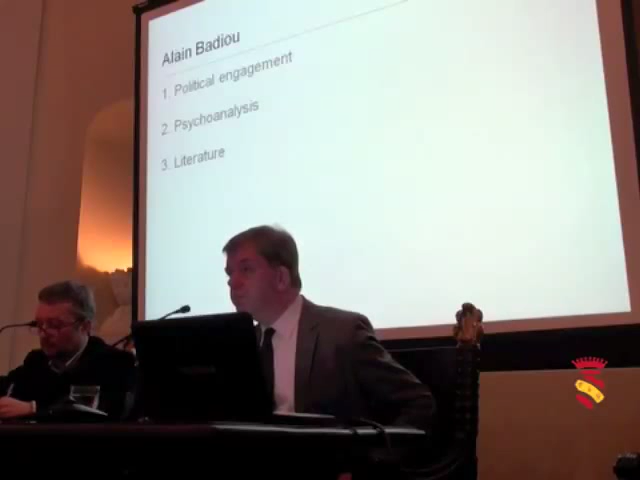 Alain Badiou
1. Political engagement
2. Psychoanalysis
3. Literature